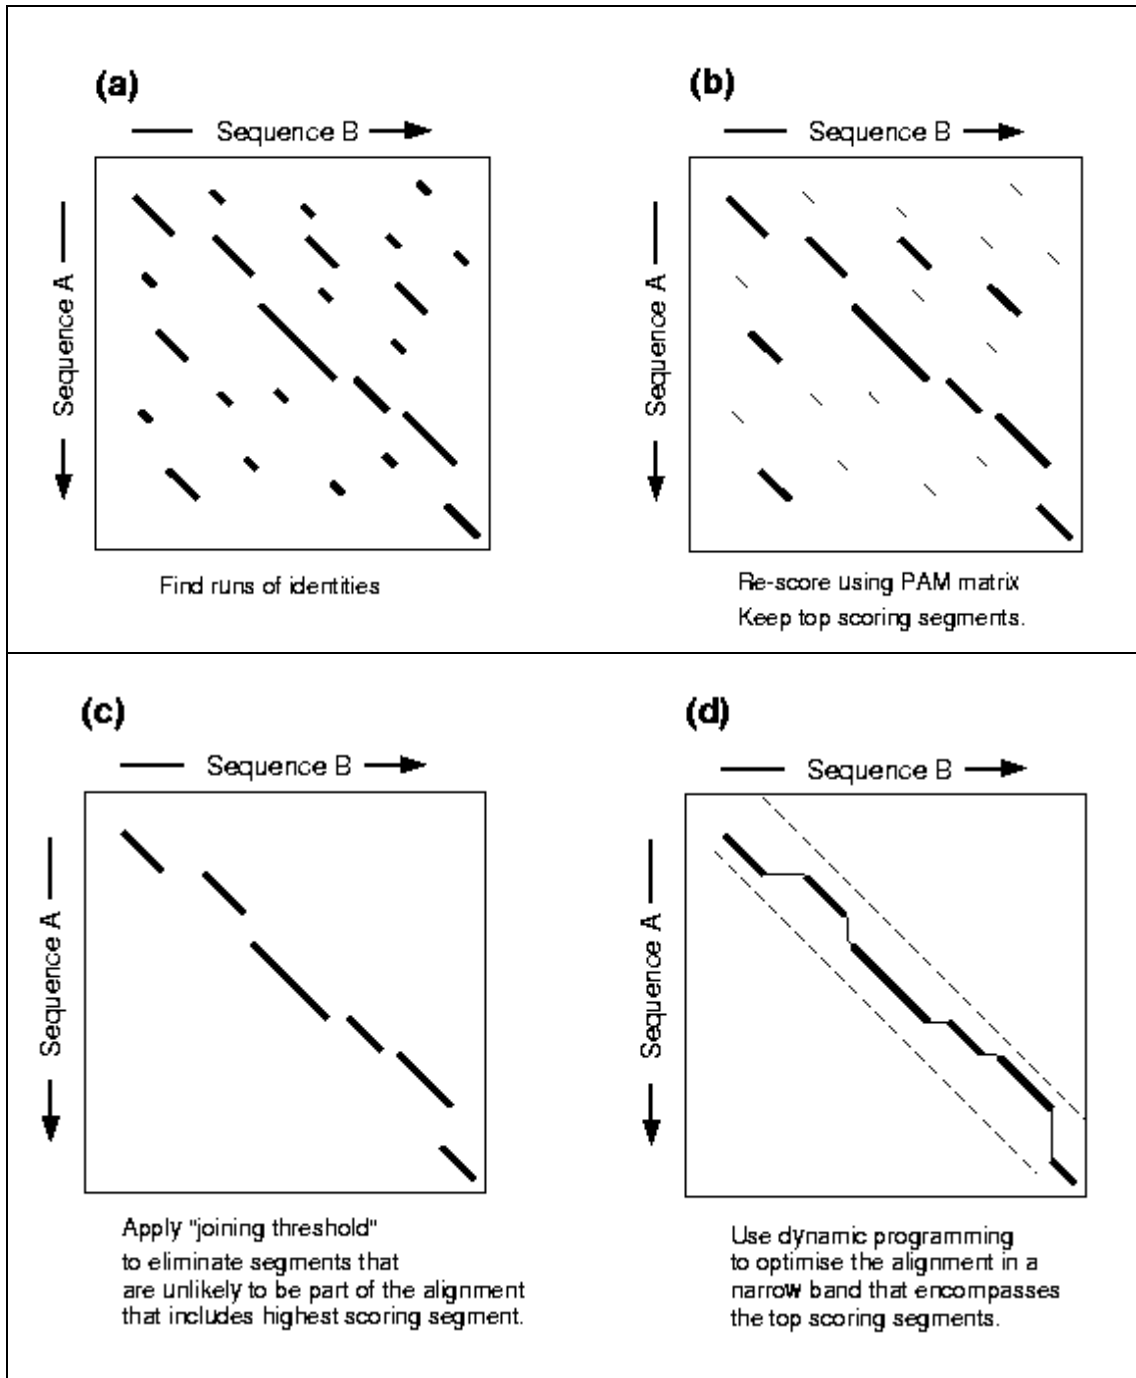 (a)
Sequence B
Sequence A
Find runs of identities
(b)
Sequence B
Sequence A
Re-score using PAM matrix
Keep top scoring segments.
(c)
Sequence B
Sequence A
Apply "joining threshold"
to eliminate segments that
are unlikely to be part of the alignment
that includes highest scoring segment.
(d)
Sequence B
Sequence A
Use dynamic programming
to optimise the alignment in a
narrow band that encompasses
the top scoring segments.